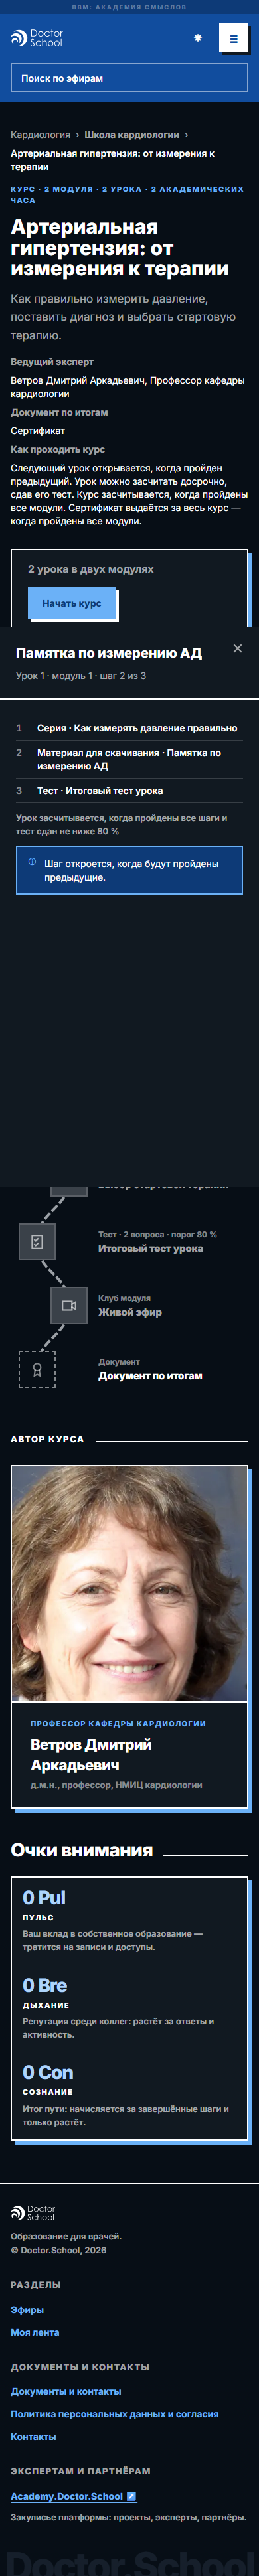 ВВМ: АКАДЕМИЯ СМЫСЛОВ
Doctor
School
Поиск по эфирам
Кардиология › Школа кардиологии ›
Артериальная гипертензия: от измерения к
терапии
КУРС · 2 МОДУЛЯ · 2 УРОКА · 2 АКАДЕМИЧЕСКИХ
ЧАСА
Артериальная
гипертензия: от
измерения к терапии
Как правильно измерить давление,
поставить диагноз и выбрать стартовую
терапию.
Ведущий эксперт
Ветров Дмитрий Аркадьевич, Профессор кафедры
кардиологии
Документ по итогам
Сертификат
Как проходить курс
Следующий урок открывается, когда пройден
предыдущий. Урок можно засчитать досрочно,
сдав его тест. Курс засчитывается, когда пройдены
все модули. Сертификат выдаётся за весь курс —
когда пройдены все модули.
2 урока в двух модулях
Начать курс
Памятка по измерению АД
Урок 1 · модуль 1 · шаг 2 из 3
1 Серия · Как измерять давление правильно
2 Материал для скачивания · Памятка по
измерению АД
3 Тест · Итоговый тест урока
Урок засчитывается, когда пройдены все шаги и
тест сдан не ниже 80 %
Шаг откроется, когда будут пройдены
предыдущие.
Тест · 2 вопроса · порог 80 %
Итоговый тест урока
Клуб модуля
Живой эфир
Документ
Документ по итогам
АВТОР КУРСА
ПРОФЕССОР КАФЕДРЫ КАРДИОЛОГИИ
Ветров Дмитрий
Аркадьевич
д.м.н., профессор, НМИЦ кардиологии
Очки внимания
0 Pul
ПУЛЬС
Ваш вклад в собственное образование —
тратится на записи и доступы.
0 Bre
ДЫХАНИЕ
Репутация среди коллег: растёт за ответы и
активность.
0 Con
СОЗНАНИЕ
Итог пути: начисляется за завершённые шаги и
только растёт.
Doctor
School
Образование для врачей.
© Doctor.School, 2026
РАЗДЕЛЫ
Эфиры
Моя лента
ДОКУМЕНТЫ И КОНТАКТЫ
Документы и контакты
Политика персональных данных и согласия
Контакты
ЭКСПЕРТАМ И ПАРТНЁРАМ
Academy.Doctor.School
Закулисье платформы: проекты, эксперты, партнёры.
Doctor.School